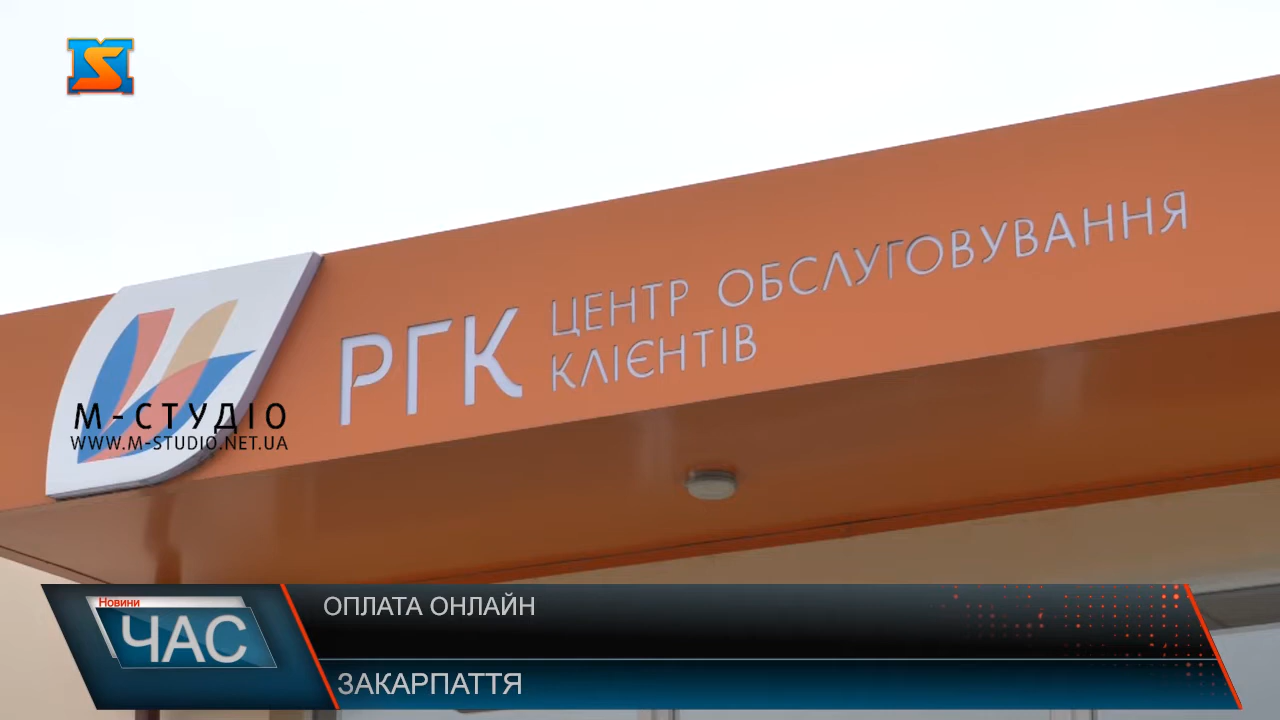 РГК
ЦЕНТР ОБСЛУГОВУВАННЯ
КЛІЄНТІВ
М-СТУДІО
WWW.M-STUDIO.NET.UA
Новини
ЧАС
ОПЛАТА ОНЛАЙН
ЗАКАРПАТТЯ